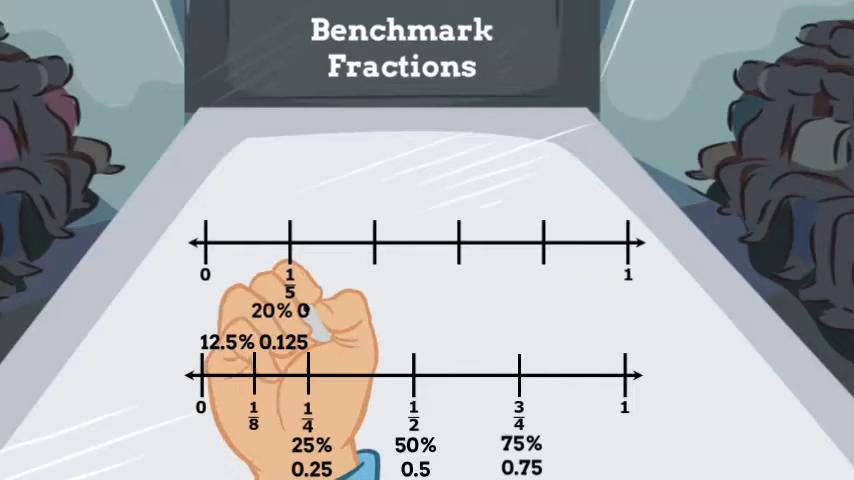 Benchmark
Fractions
0 1/5 1
20% 0
12.5% 0.125
0 1/8 1/4 1/2 3/4 1
25% 50% 75%
0.25 0.5 0.75